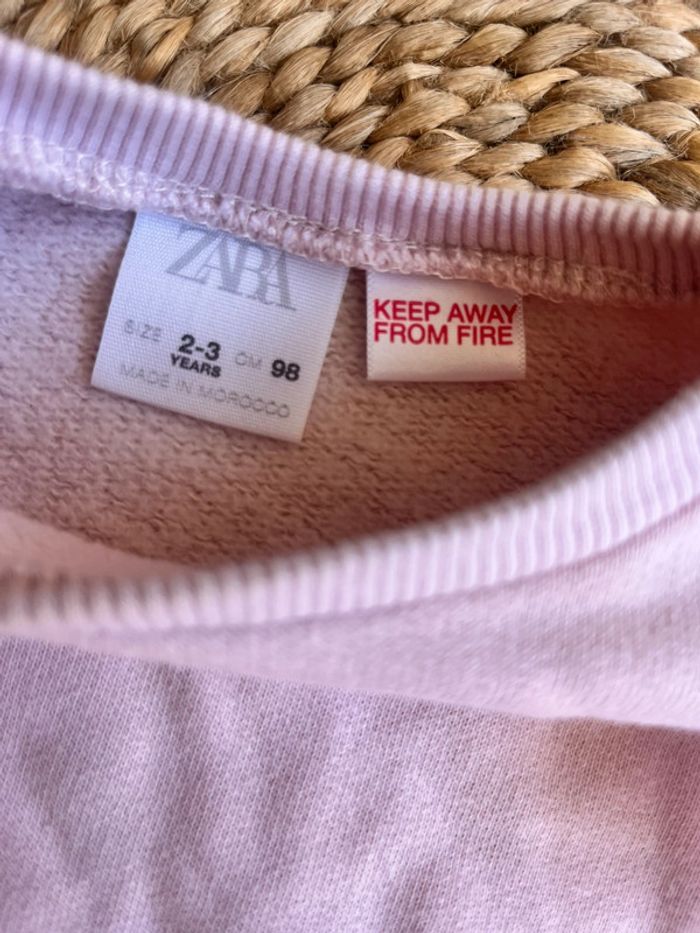 ZARA
SIZE 2-3 YEARS CM 98
MADE IN MOROCCO
KEEP AWAY
FROM FIRE